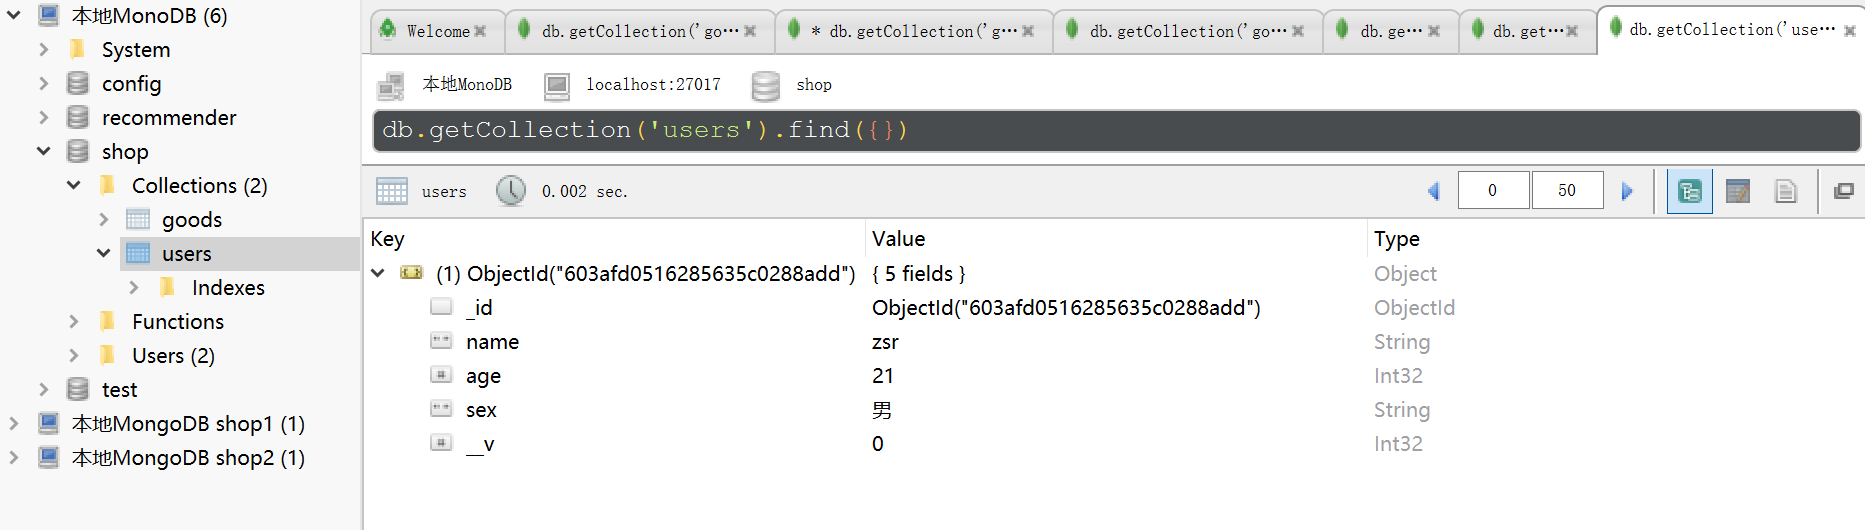 本地MonoDB (6)
System
config
recommender
shop
Collections (2)
goods
users
Indexes
Functions
Users (2)
test
本地MongoDB shop1 (1)
本地MongoDB shop2 (1)
Welcome db.getCollection('go… * db.getCollection('g… db.getCollection('go… db.ge… db.get… db.getCollection('use…
本地MonoDB localhost:27017 shop
db.getCollection('users').find({})
users 0.002 sec. 0 50
Key Value Type
(1) ObjectId("603afd0516285635c0288add") { 5 fields } Object
_id ObjectId("603afd0516285635c0288add") ObjectId
name zsr String
age 21 Int32
sex 男 String
__v 0 Int32